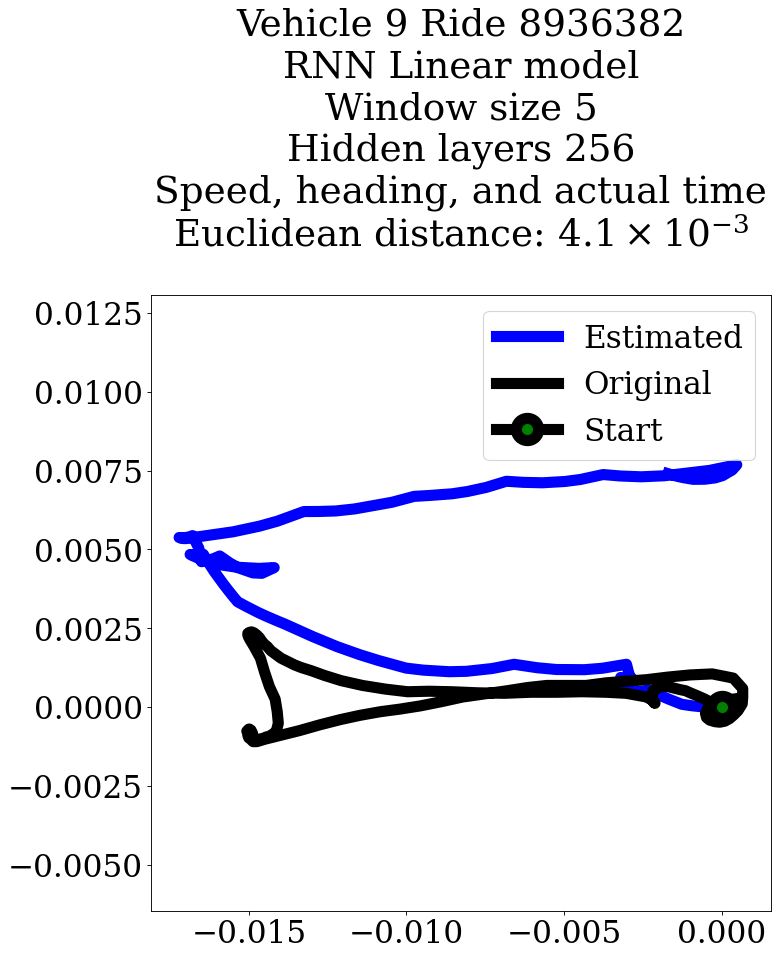 Vehicle 9 Ride 8936382
RNN Linear model
Window size 5
Hidden layers 256
Speed, heading, and actual time
Euclidean distance: 4.1 × 10⁻³
Estimated
Original
Start
0.0125
0.0100
0.0075
0.0050
0.0025
0.0000
−0.0025
−0.0050
−0.015 −0.010 −0.005 0.000